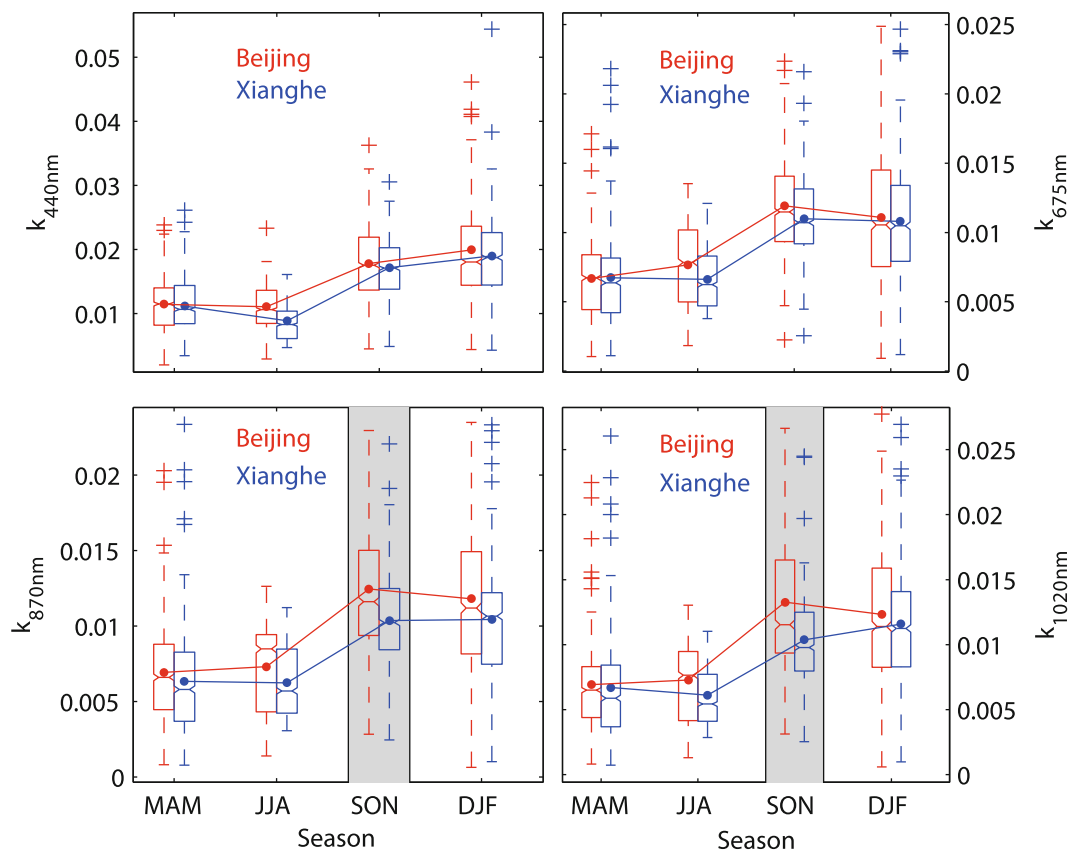 Beijing
Xianghe
0.05
0.04
0.03
0.02
0.01
k440nm
Beijing
Xianghe
0.025
0.02
0.015
0.01
0.005
0
k675nm
Beijing
Xianghe
0.02
0.015
0.01
0.005
0
k870nm
MAM JJA SON DJF
Season
Beijing
Xianghe
0.025
0.02
0.015
0.01
0.005
0
k1020nm
MAM JJA SON DJF
Season